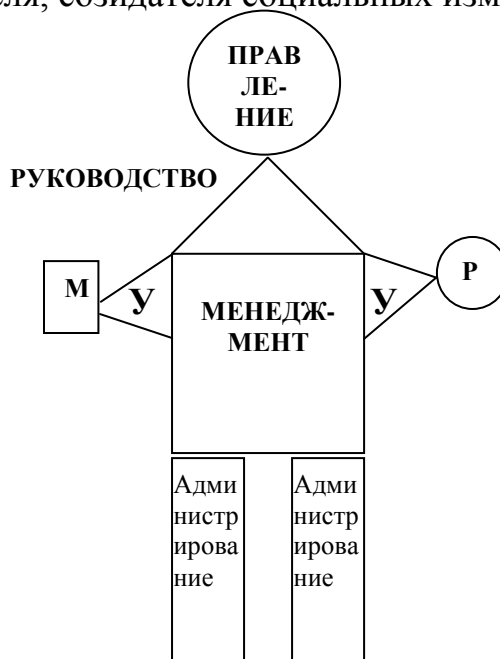 ля, созидателя социальных изм
ПРАВ
ЛЕ-
НИЕ
РУКОВОДСТВО
М
У
МЕНЕДЖ-
МЕНТ
У
Р
Адми
нистр
ирова
ние
Адми
нистр
ирова
ние